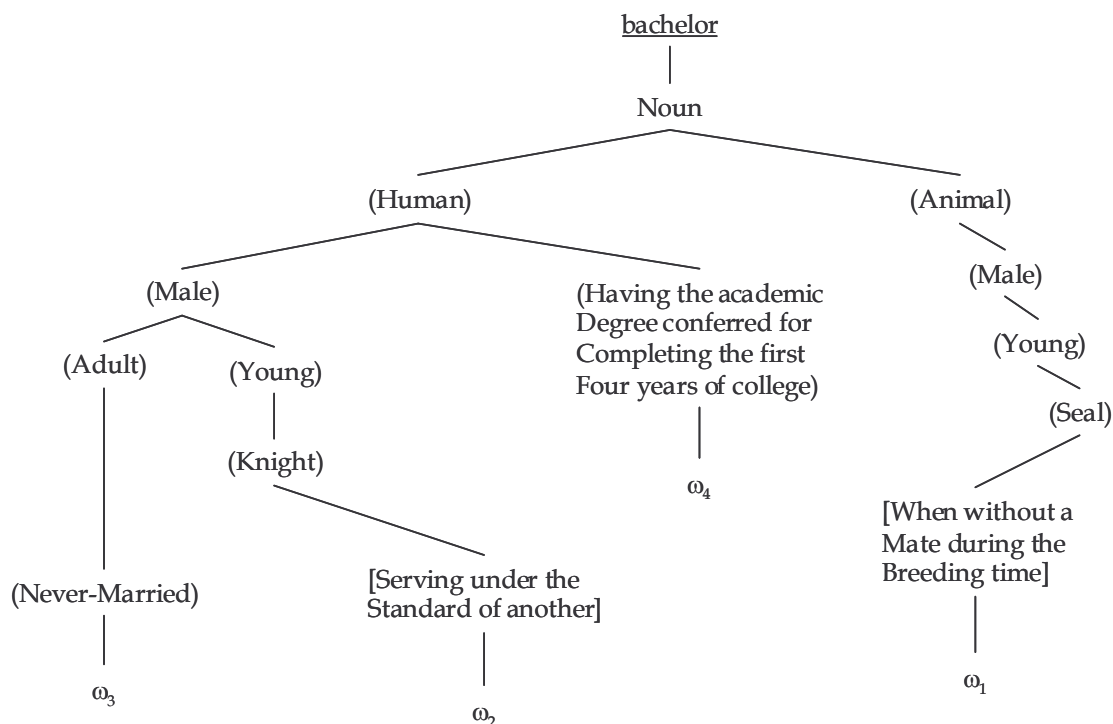 bachelor
Noun
(Human)
(Animal)
(Male)
(Having the academic
Degree conferred for
Completing the first
Four years of college)
(Male)
(Adult)
(Young)
(Young)
(Seal)
(Knight)
ω4
[When without a
Mate during the
Breeding time]
(Never-Married)
[Serving under the
Standard of another]
ω3
ω2
ω1